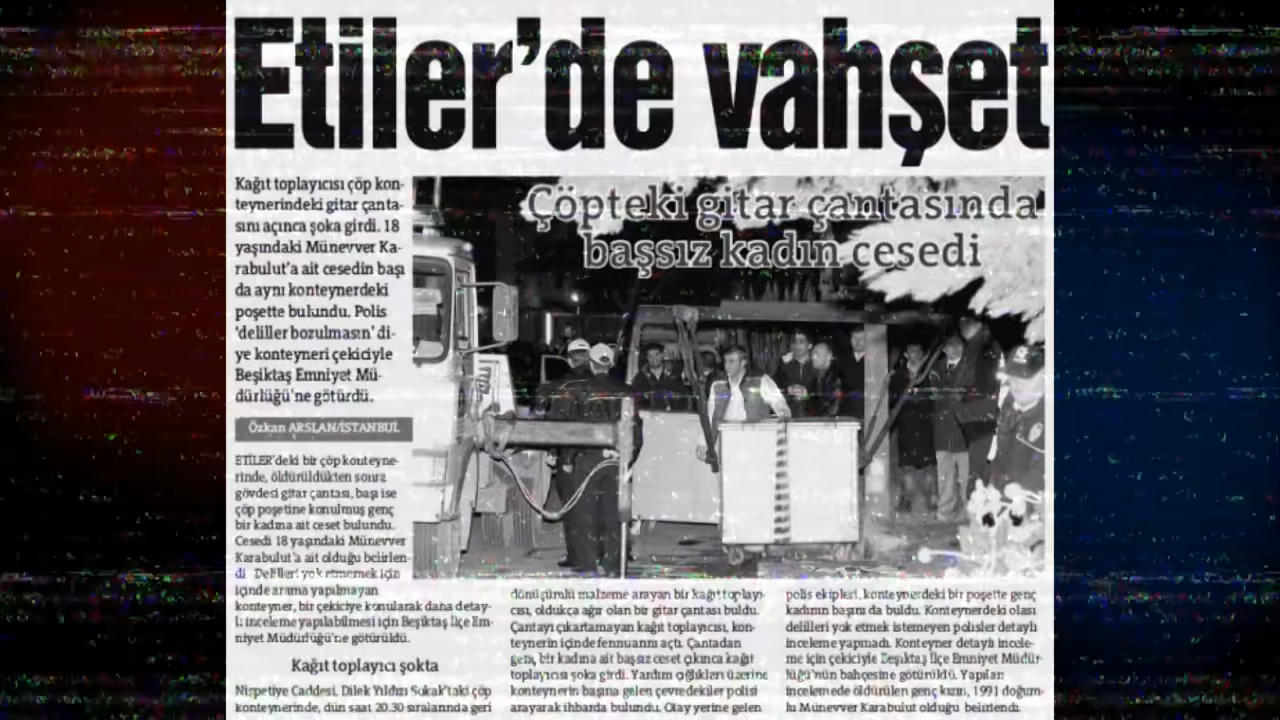 Etiler'de vahşet
Çöpteki gitar çantasında
başsız kadın cesedi
Kağıt toplayıcısı çöp kon-
teynerindeki gitar çanta-
sını açınca şoka girdi. 18
yaşındaki Münevver Ka-
rabulut'a ait cesedin başı
da aynı konteynerdeki
poşette bulundu. Polis
'deliller bozulmasın' di-
ye konteyneri çekiciyle
Beşiktaş Emniyet Mü-
dürlüğü'ne götürdü.
Özkan ARSLAN/İSTANBUL
ETİLER'deki bir çöp konteyne-
rinde, öldürüldükten sonra
gövdesi gitar çantası, başı ise
çöp poşetine konulmuş genç
bir kadına ait ceset bulundu.
Cesedi 18 yaşındaki Münevver
Karabulut'a ait olduğu belirlen-
di. Delilleri yok etmemek için
içinde arama yapılmayan
konteyner, bir çekiciye konularak daha detay-
lı inceleme yapılabilmesi için Beşiktaş İlçe Em-
niyet Müdürlüğü'ne götürüldü.
Kağıt toplayıcı şokta
Nispetiye Caddesi, Dilek Yıldızı Sokak'taki çöp
konteynerinde, dün saat 20.30 sıralarında geri
dönüşürülü malzeme arayan bir kağıt toplayı-
cısı, oldukça ağır olan bir gitar çantası buldu.
Çantayı çıkartamayan kağıt toplayıcısı, kon-
teynerin içinde fermuarını açtı. Çantadan
genç bir kadına ait başsız ceset çıkınca kağıt
toplayıcısı şoka girdi. Yardım çığlıkları üzerine
konteynerin başına gelen çevredekiler polisi
arayarak ihbarda bulundu. Olay yerine gelen
polis ekipleri, konteynerdeki bir poşette genç
kadının başını da buldu. Konteynerdeki olası
delilleri yok etmek istemeyen polisler detaylı
inceleme yapmadı. Konteyner detaylı incele-
me için çekiciyle Beşiktaş İlçe Emniyet Müdür-
lüğü'nün bahçesine götürüldü. Yapılan
incelemede öldürülen genç kızın, 1991 doğum-
lu Münevver Karabulut olduğu belirlendi.